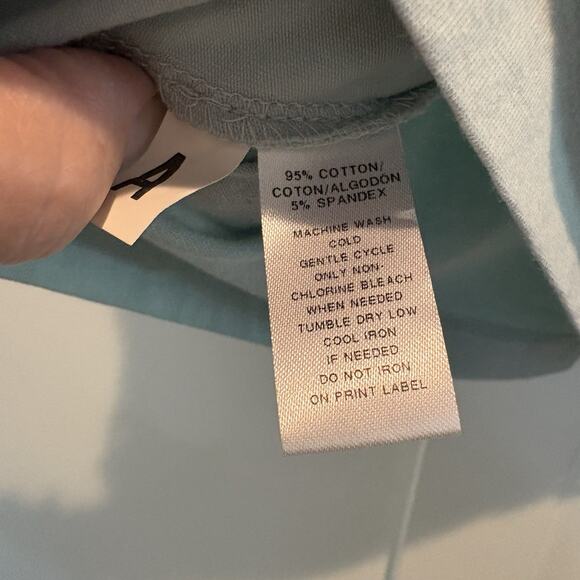 A
95% COTTON/
COTON/ALGODÓN
5% SPANDEX
MACHINE WASH
COLD
GENTLE CYCLE
ONLY NON-
CHLORINE BLEACH
WHEN NEEDED
TUMBLE DRY LOW
COOL IRON
IF NEEDED
DO NOT IRON
ON PRINT LABEL